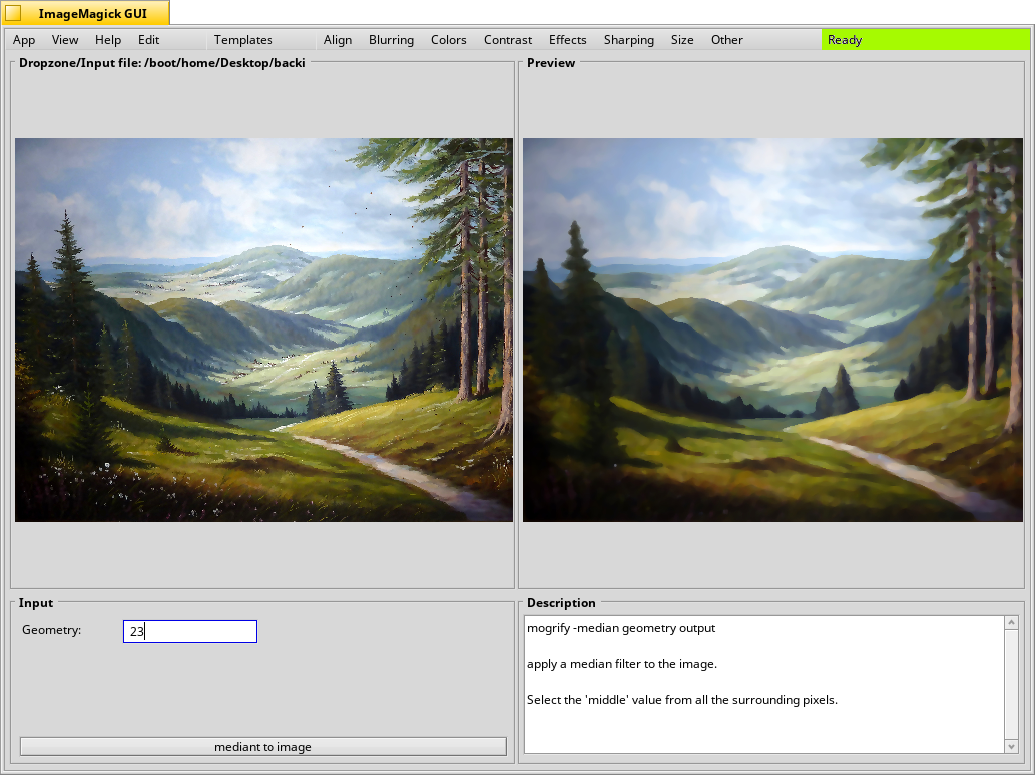 ImageMagick GUI
App View Help Edit Templates Align Blurring Colors Contrast Effects Sharping Size Other Ready
Dropzone/Input file: /boot/home/Desktop/backi
Preview
Input
Geometry: 23
mediant to image
Description
mogrify -median geometry output
apply a median filter to the image.
Select the 'middle' value from all the surrounding pixels.